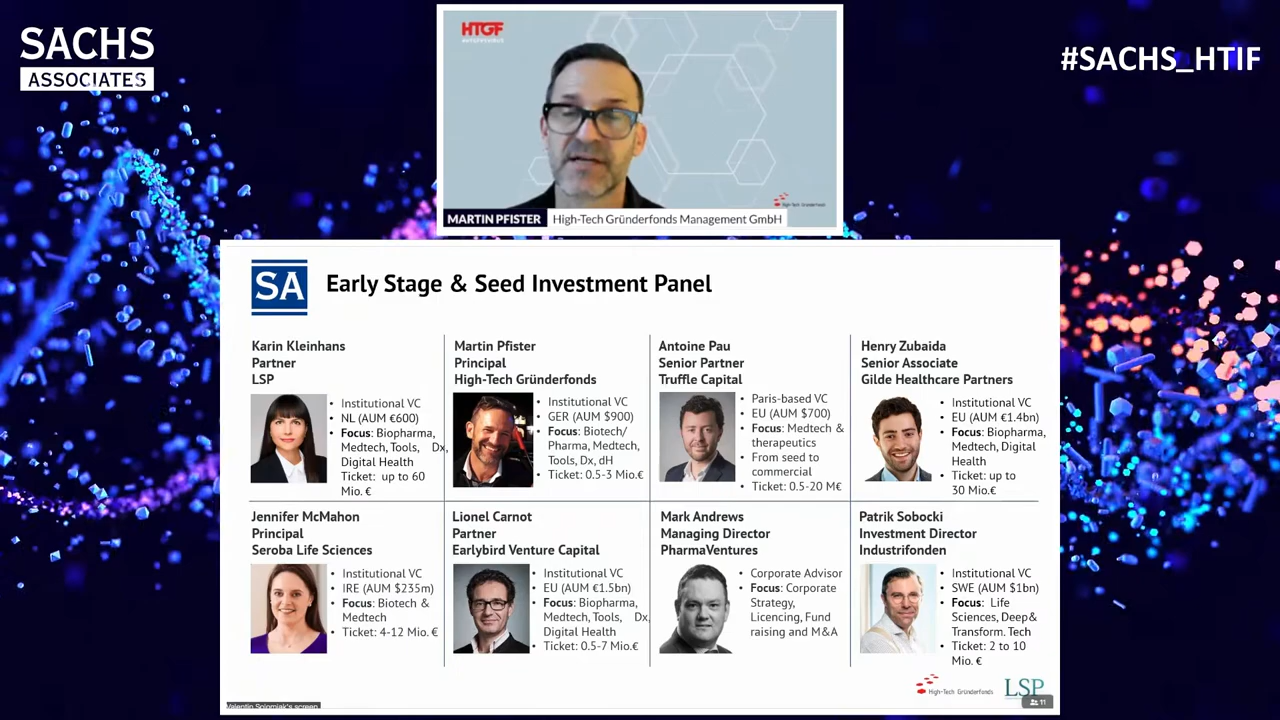 SACHS
ASSOCIATES
#SACHS_HTIF
HTGF
MARTIN PFISTER
High-Tech Gründerfonds Management GmbH
High-Tech Gründerfonds
SA
Early Stage & Seed Investment Panel
Karin Kleinhans
Partner
LSP
• Institutional VC
• NL (AUM €600)
• Focus: Biopharma,
Medtech, Tools, Dx,
Digital Health
Ticket: up to 60
Mio. €
Martin Pfister
Principal
High-Tech Gründerfonds
• Institutional VC
• GER (AUM $900)
• Focus: Biotech/
Pharma, Medtech,
Tools, Dx, dH
• Ticket: 0.5-3 Mio.€
Antoine Pau
Senior Partner
Truffle Capital
• Paris-based VC
• EU (AUM $700)
• Focus: Medtech &
therapeutics
• From seed to
commercial
• Ticket: 0.5-20 M€
Henry Zubaida
Senior Associate
Gilde Healthcare Partners
• Institutional VC
• EU (AUM €1.4bn)
• Focus: Biopharma,
Medtech, Digital
Health
• Ticket: up to
30 Mio.€
Jennifer McMahon
Principal
Seroba Life Sciences
• Institutional VC
• IRE (AUM $235m)
• Focus: Biotech &
Medtech
• Ticket: 4-12 Mio. €
Lionel Carnot
Partner
Earlybird Venture Capital
• Institutional VC
• EU (AUM €1.5bn)
• Focus: Biopharma,
Medtech, Tools, Dx,
Digital Health
• Ticket: 0.5-7 Mio.€
Mark Andrews
Managing Director
PharmaVentures
• Corporate Advisor
• Focus: Corporate
Strategy,
Licencing, Fund
raising and M&A
Patrik Sobocki
Investment Director
Industrifonden
• Institutional VC
• SWE (AUM $1bn)
• Focus: Life
Sciences, Deep&
Transform. Tech
• Ticket: 2 to 10
Mio. €
High-Tech Gründerfonds
LSP
Valentin Solomiak's screen
11